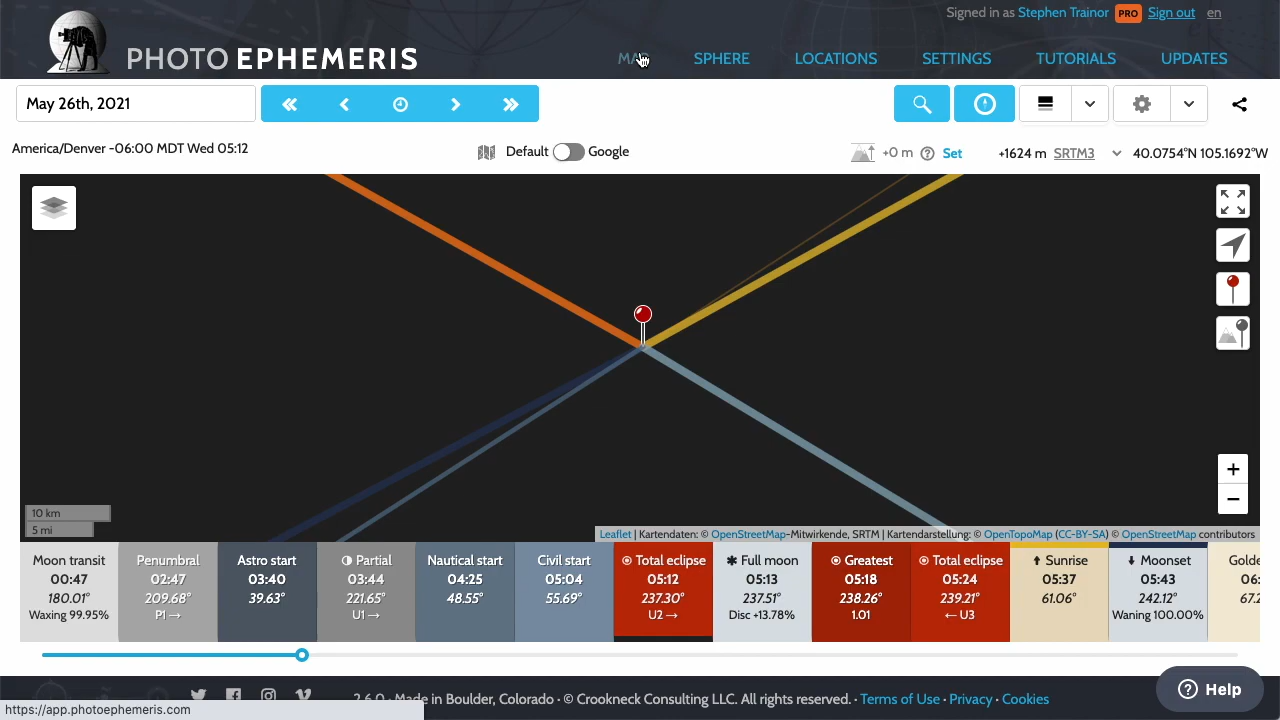 Signed in as Stephen Trainor PRO Sign out en
PHOTO EPHEMERIS
MAP SPHERE LOCATIONS SETTINGS TUTORIALS UPDATES
May 26th, 2021
America/Denver -06:00 MDT Wed 05:12
Default Google
+0 m Set
+1624 m SRTM3 40.0754°N 105.1692°W
+
−
10 km
5 mi
Leaflet | Kartendaten: © OpenStreetMap-Mitwirkende, SRTM | Kartendarstellung: © OpenTopoMap (CC-BY-SA) © OpenStreetMap contributors
Moon transit
00:47
180.01°
Waxing 99.95%
Penumbral
02:47
209.68°
P1 →
Astro start
03:40
39.63°
Partial
03:44
221.65°
U1 →
Nautical start
04:25
48.55°
Civil start
05:04
55.69°
Total eclipse
05:12
237.30°
U2 →
Full moon
05:13
237.51°
Disc +13.78%
Greatest
05:18
238.26°
1.01
Total eclipse
05:24
239.21°
← U3
Sunrise
05:37
61.06°
Moonset
05:43
242.12°
Waning 100.00%
Golde
06:
67.2
2.6.0 · Made in Boulder, Colorado · © Crookneck Consulting LLC. All rights reserved. · Terms of Use · Privacy · Cookies
Help
https://app.photoephemeris.com